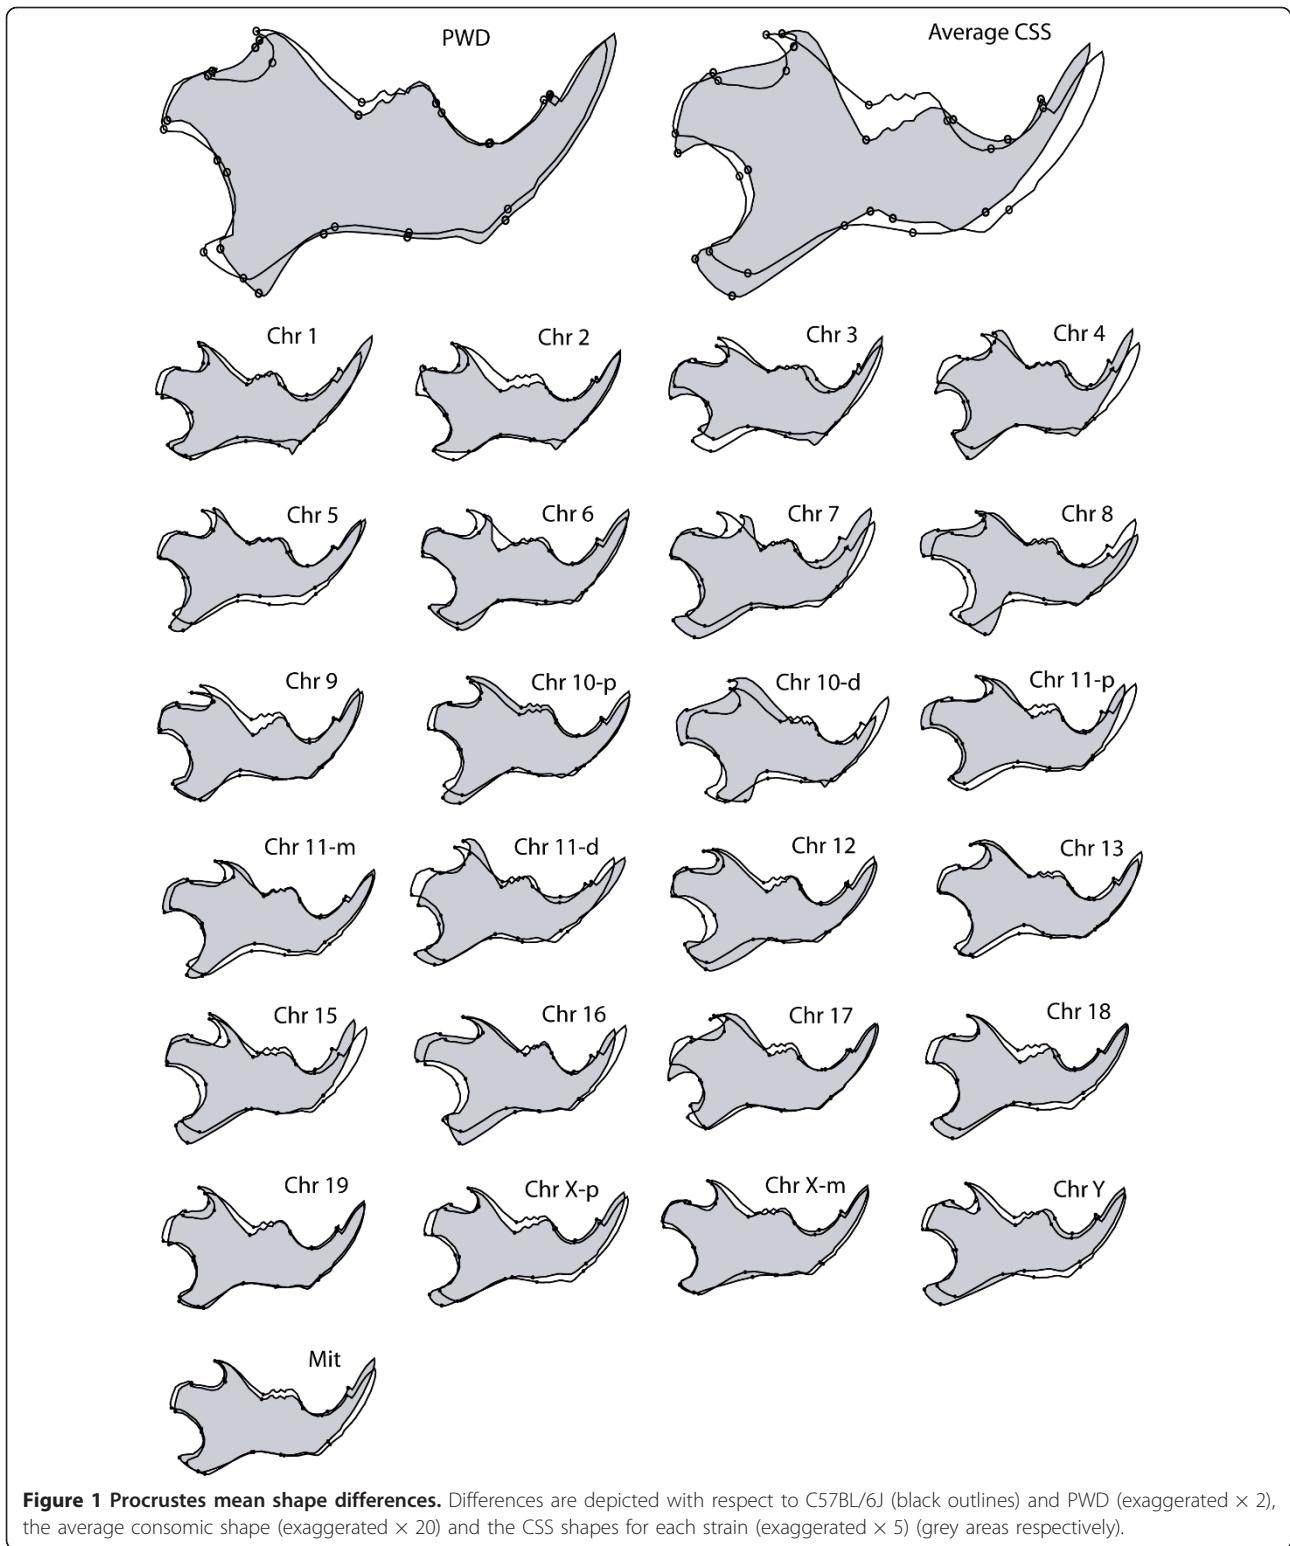 PWD
Average CSS
Chr 1
Chr 2
Chr 3
Chr 4
Chr 5
Chr 6
Chr 7
Chr 8
Chr 9
Chr 10-p
Chr 10-d
Chr 11-p
Chr 11-m
Chr 11-d
Chr 12
Chr 13
Chr 15
Chr 16
Chr 17
Chr 18
Chr 19
Chr X-p
Chr X-m
Chr Y
Mit
Figure 1 Procrustes mean shape differences. Differences are depicted with respect to C57BL/6J (black outlines) and PWD (exaggerated × 2),
the average consomic shape (exaggerated × 20) and the CSS shapes for each strain (exaggerated × 5) (grey areas respectively).